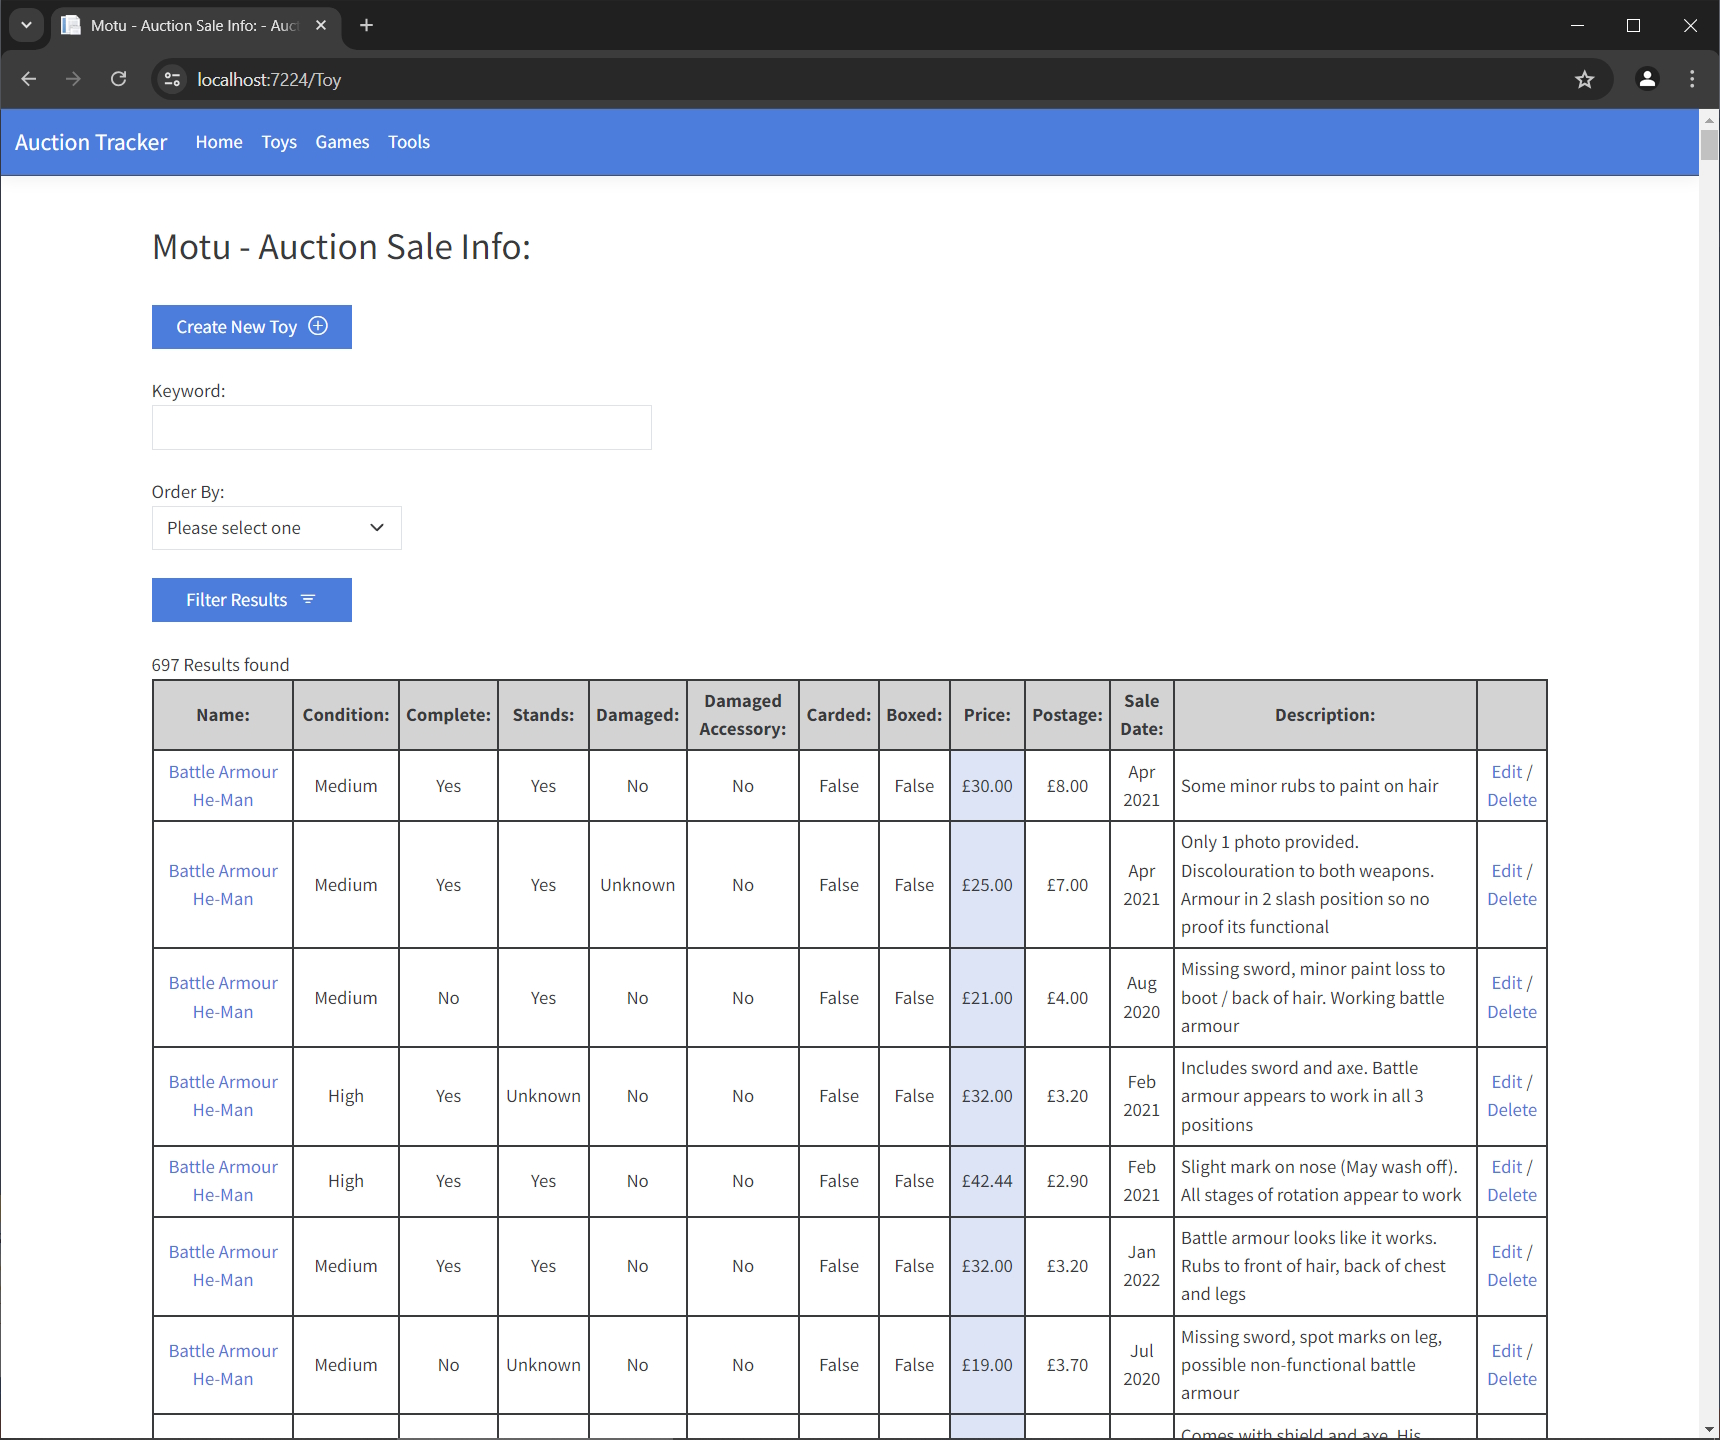 Motu - Auction Sale Info: - Auct
localhost:7224/Toy
Auction Tracker Home Toys Games Tools
Motu - Auction Sale Info:
Create New Toy
Keyword:
Order By:
Please select one
Filter Results
697 Results found
Name: Condition: Complete: Stands: Damaged: Damaged Accessory: Carded: Boxed: Price: Postage: Sale Date: Description:
Battle Armour He-Man Medium Yes Yes No No False False £30.00 £8.00 Apr 2021 Some minor rubs to paint on hair Edit / Delete
Battle Armour He-Man Medium Yes Yes Unknown No False False £25.00 £7.00 Apr 2021 Only 1 photo provided. Discolouration to both weapons. Armour in 2 slash position so no proof its functional Edit / Delete
Battle Armour He-Man Medium No Yes No No False False £21.00 £4.00 Aug 2020 Missing sword, minor paint loss to boot / back of hair. Working battle armour Edit / Delete
Battle Armour He-Man High Yes Unknown No No False False £32.00 £3.20 Feb 2021 Includes sword and axe. Battle armour appears to work in all 3 positions Edit / Delete
Battle Armour He-Man High Yes Yes No No False False £42.44 £2.90 Feb 2021 Slight mark on nose (May wash off). All stages of rotation appear to work Edit / Delete
Battle Armour He-Man Medium Yes Yes No No False False £32.00 £3.20 Jan 2022 Battle armour looks like it works. Rubs to front of hair, back of chest and legs Edit / Delete
Battle Armour He-Man Medium No Unknown No No False False £19.00 £3.70 Jul 2020 Missing sword, spot marks on leg, possible non-functional battle armour Edit / Delete
Comes with shield and axe. His